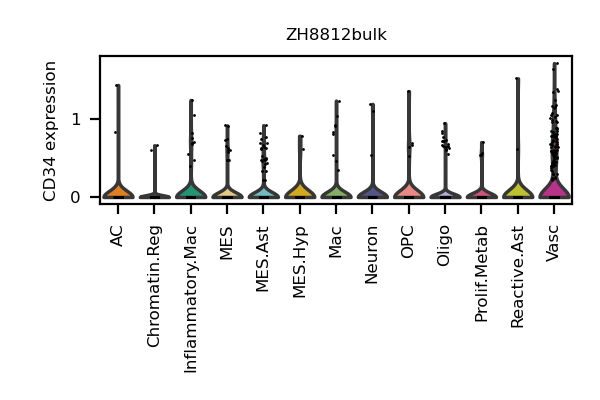 ZH8812bulk
CD34 expression
1
0
AC
Chromatin.Reg
Inflammatory.Mac
MES
MES.Ast
MES.Hyp
Mac
Neuron
OPC
Oligo
Prolif.Metab
Reactive.Ast
Vasc